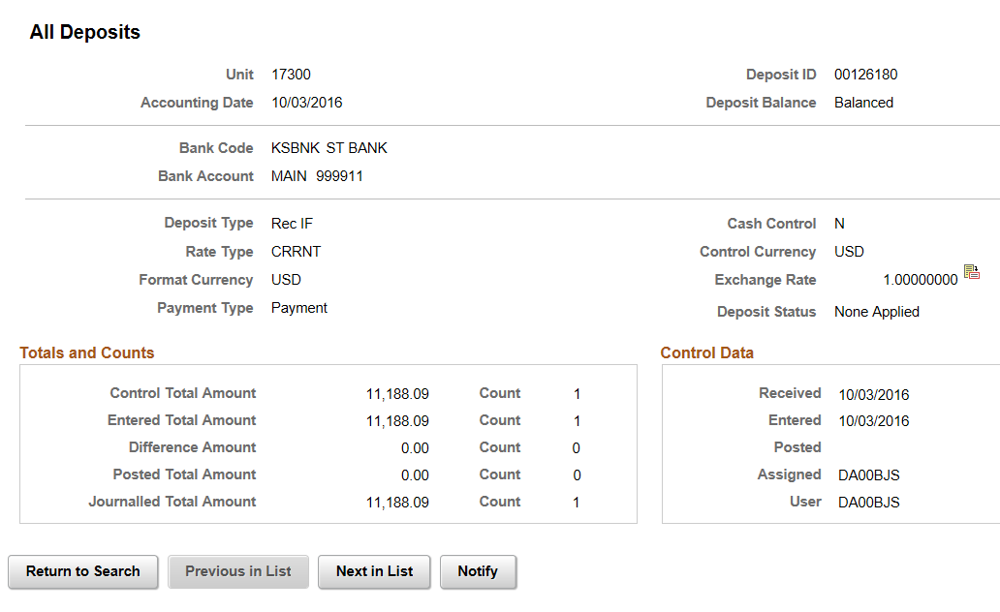 All Deposits
Unit 17300 Deposit ID 00126180
Accounting Date 10/03/2016 Deposit Balance Balanced
Bank Code KSBNK ST BANK
Bank Account MAIN 999911
Deposit Type Rec IF Cash Control N
Rate Type CRRNT Control Currency USD
Format Currency USD Exchange Rate 1.00000000
Payment Type Payment Deposit Status None Applied
Totals and Counts Control Data
Control Total Amount 11,188.09 Count 1 Received 10/03/2016
Entered Total Amount 11,188.09 Count 1 Entered 10/03/2016
Difference Amount 0.00 Count 0 Posted
Posted Total Amount 0.00 Count 0 Assigned DA00BJS
Journalled Total Amount 11,188.09 Count 1 User DA00BJS
Return to Search Previous in List Next in List Notify